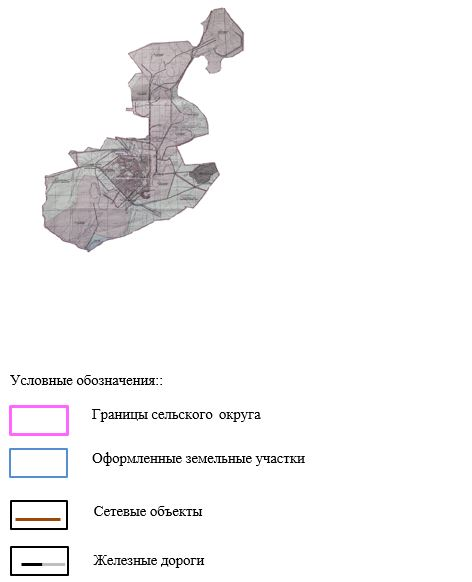 Условные обозначения::
Границы сельского округа
Оформленные земельные участки
Сетевые объекты
Железные дороги